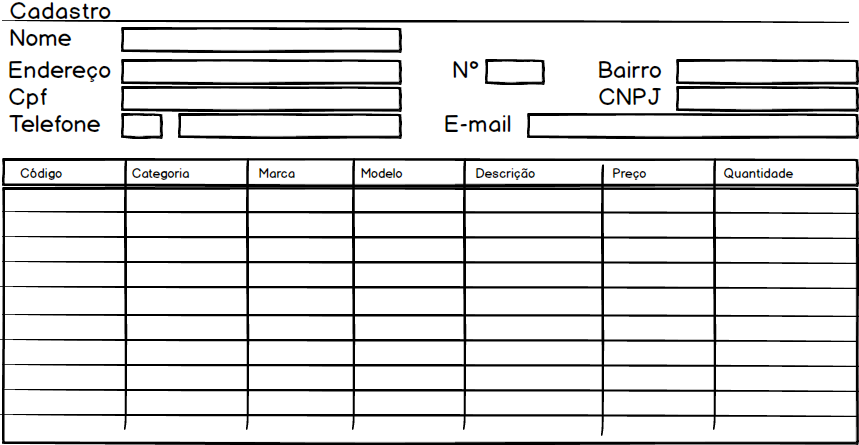 Cadastro
Nome
Endereço Nº Bairro
Cpf CNPJ
Telefone E-mail
Código Categoria Marca Modelo Descrição Preço Quantidade